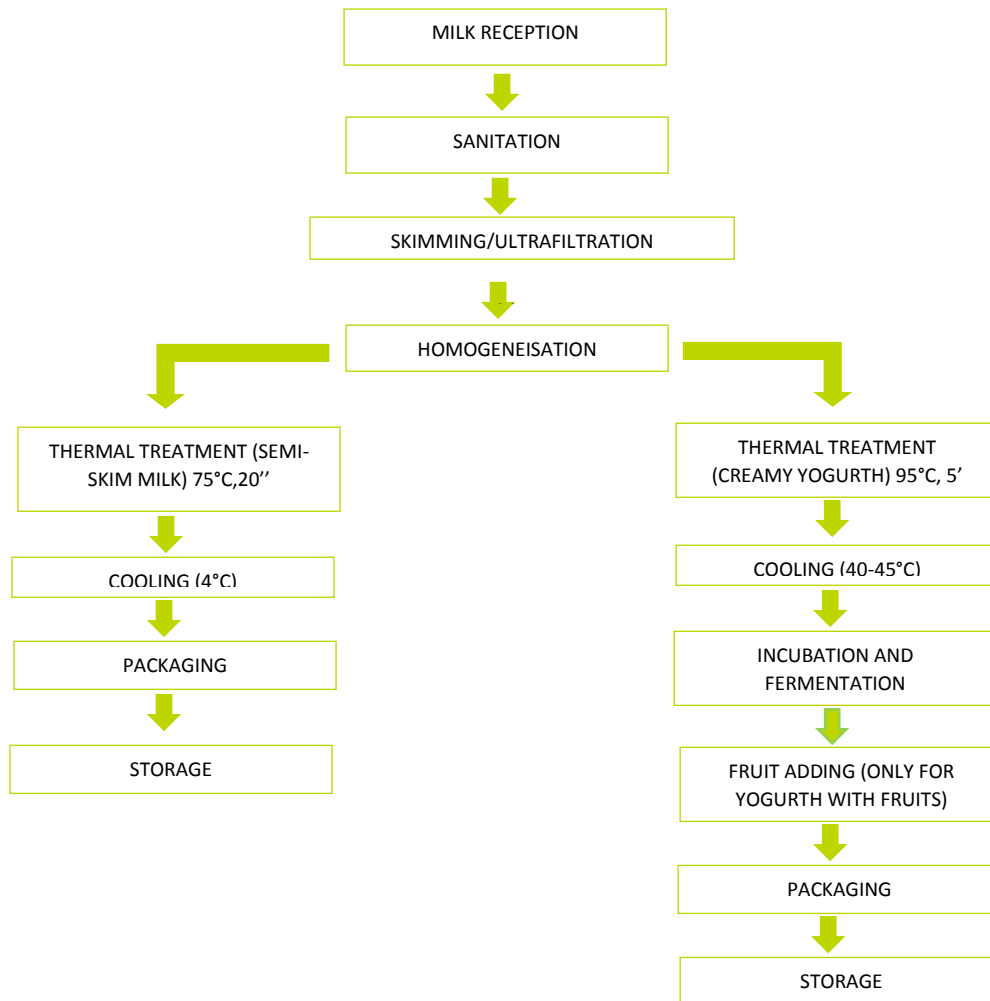 MILK RECEPTION
SANITATION
SKIMMING/ULTRAFILTRATION
HOMOGENEISATION
THERMAL TREATMENT (SEMI-
SKIM MILK) 75°C,20’’
COOLING (4°C)
PACKAGING
STORAGE
THERMAL TREATMENT
(CREAMY YOGURTH) 95°C, 5’
COOLING (40-45°C)
INCUBATION AND
FERMENTATION
FRUIT ADDING (ONLY FOR
YOGURTH WITH FRUITS)
PACKAGING
STORAGE